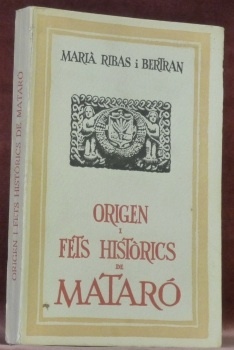 MARIÀ RIBAS i BERTRAN
ORIGEN
i
FETS HISTÒRICS
DE
MATARÓ
ORIGEN I FETS HISTÒRICS DE MATARÓ